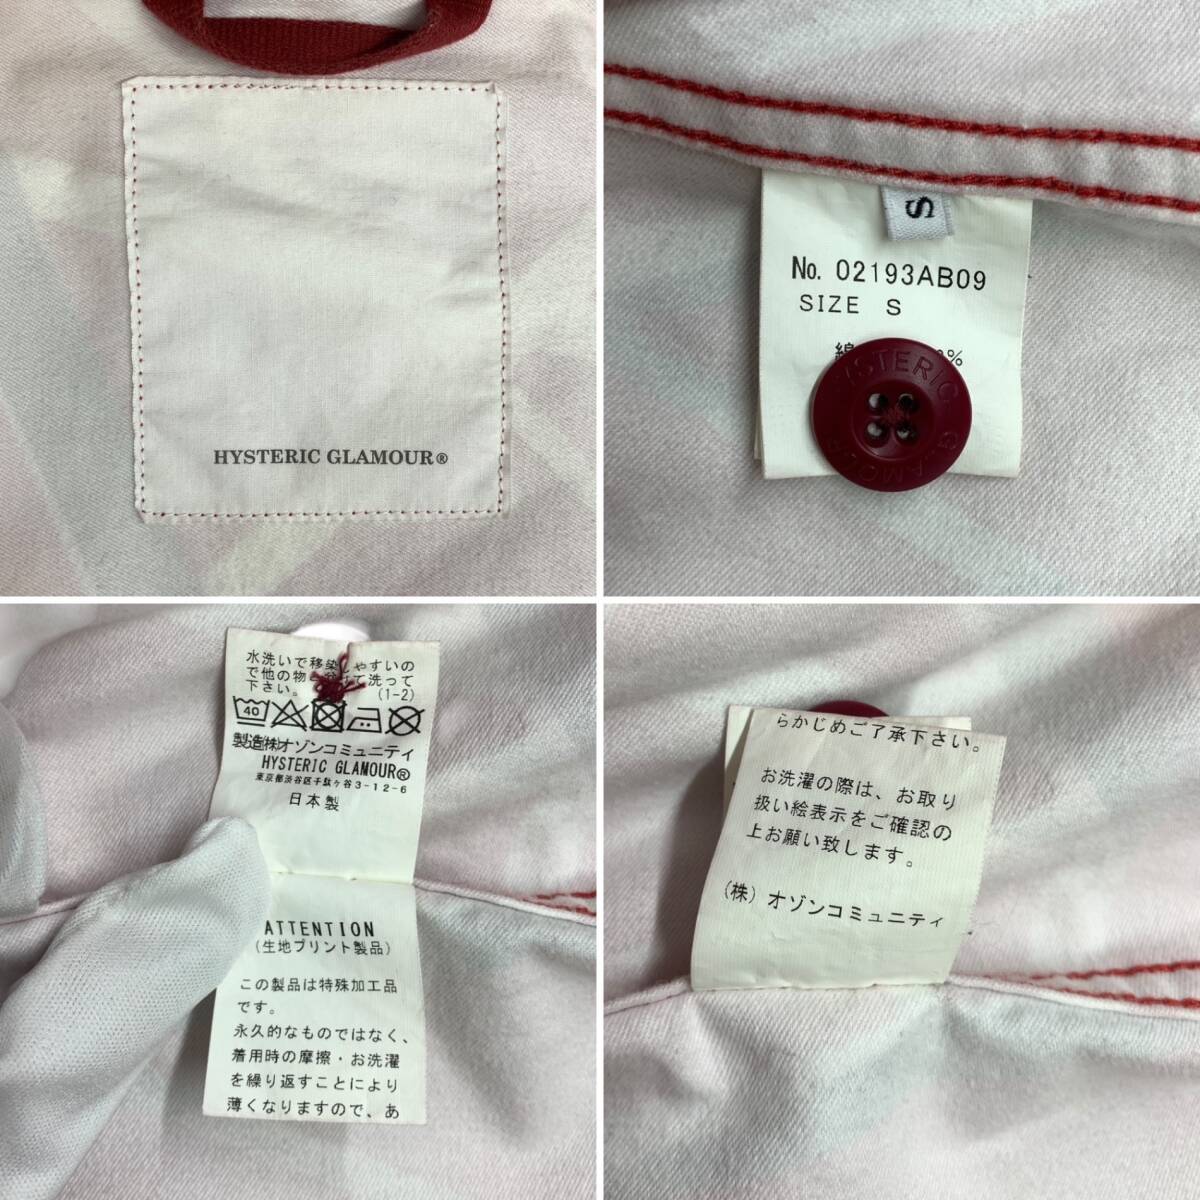 HYSTERIC GLAMOUR®
S
No. 02193AB09
SIZE S
綿 %
ISTERIC
GLAMOUR
水洗いで移染しやすいの
で他の物と分けて洗って
下さい。 (1-2)
40
製造㈱オゾンコミュニティ
HYSTERIC GLAMOUR®
東京都渋谷区千駄ヶ谷3-12-6
日本製
ATTENTION
(生地プリント製品)
この製品は特殊加工品
です。
永久的なものではなく、
着用時の摩擦・お洗濯
を繰り返すことにより
薄くなりますので、あ
らかじめご了承下さい。
お洗濯の際は、お取り
扱い絵表示をご確認の
上お願い致します。
(株)オゾンコミュニティ